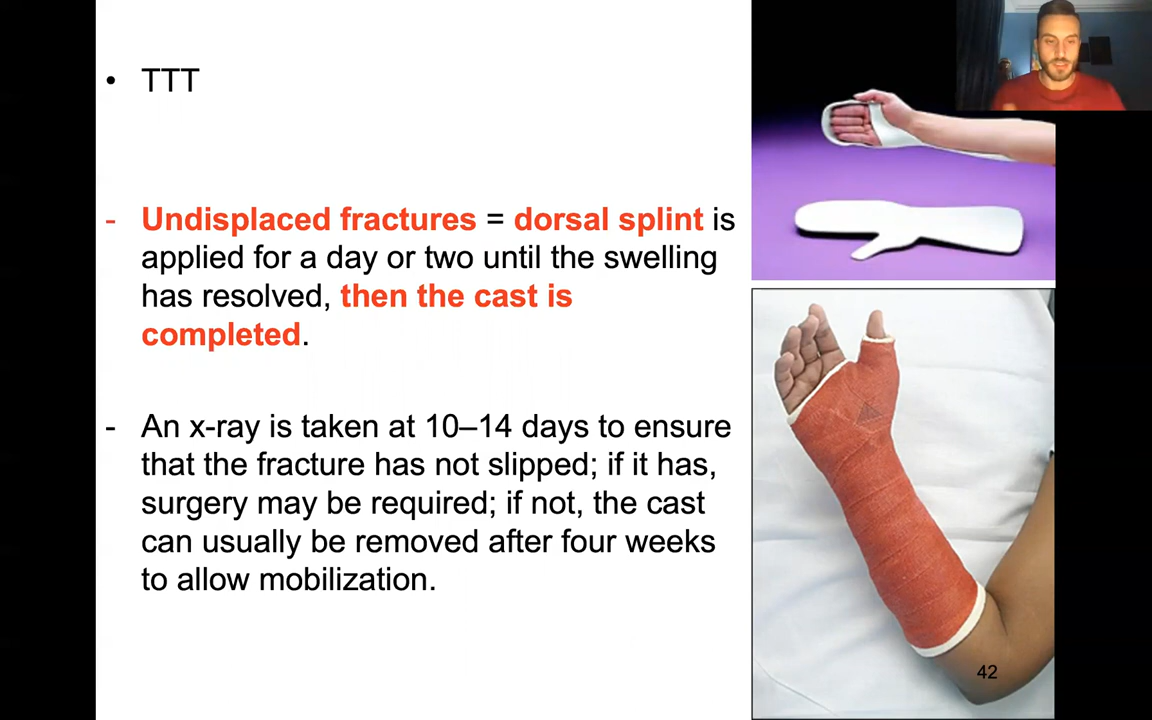 • TTT
- Undisplaced fractures = dorsal splint is
applied for a day or two until the swelling
has resolved, then the cast is
completed.
- An x-ray is taken at 10–14 days to ensure
that the fracture has not slipped; if it has,
surgery may be required; if not, the cast
can usually be removed after four weeks
to allow mobilization.
42